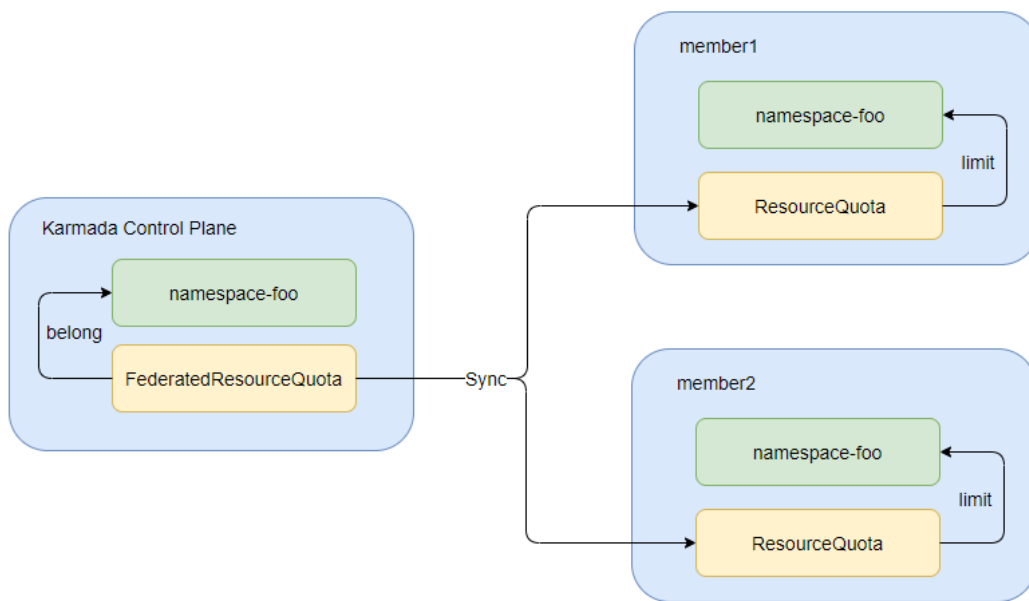 Karmada Control Plane
namespace-foo
belong
FederatedResourceQuota
Sync
member1
namespace-foo
limit
ResourceQuota
member2
namespace-foo
limit
ResourceQuota